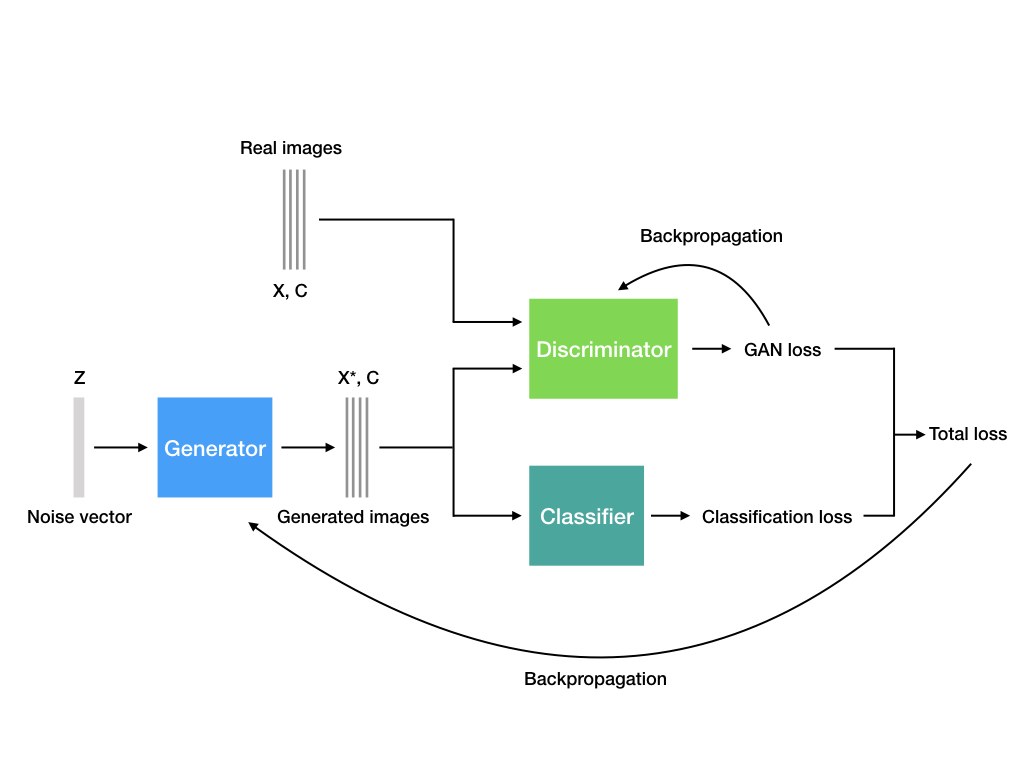 Real images
X, C
Backpropagation
Discriminator
GAN loss
Z
X*, C
Generator
Total loss
Noise vector
Generated images
Classifier
Classification loss
Backpropagation